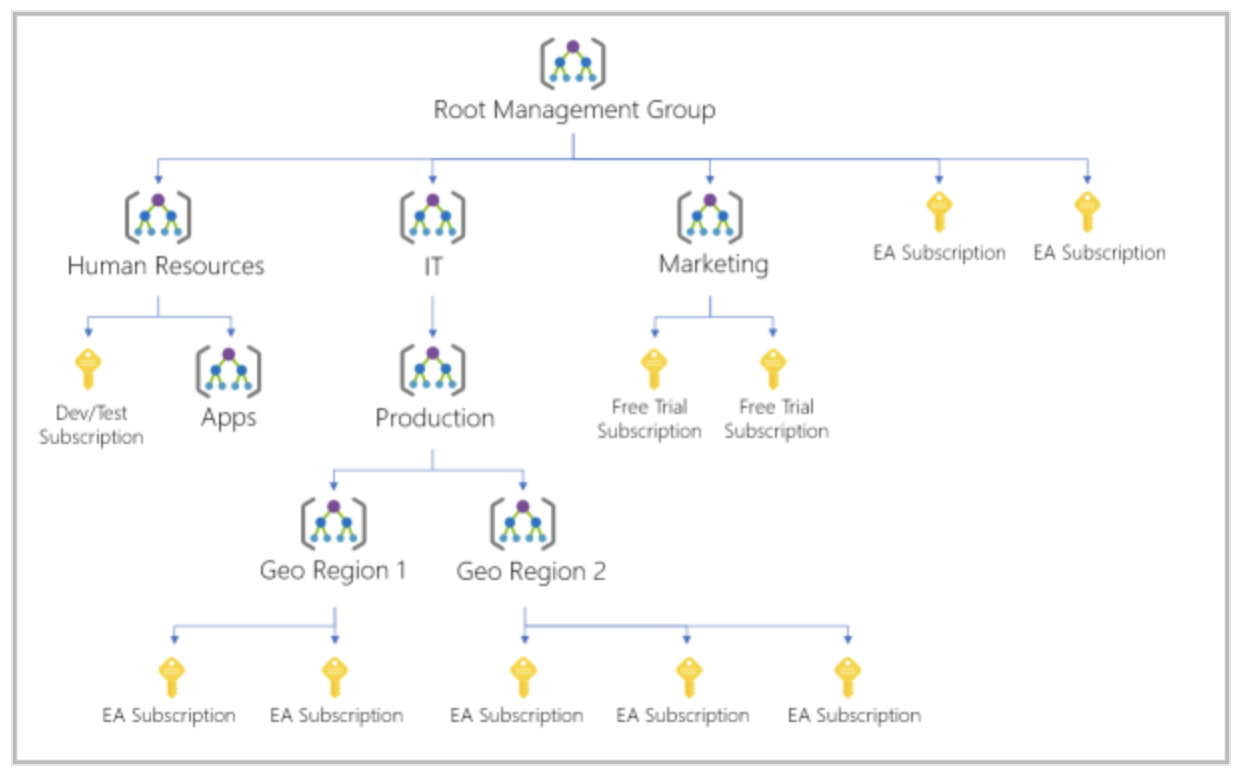 Root Management Group
Human Resources
IT
Marketing
EA Subscription
EA Subscription
Dev/Test
Subscription
Apps
Production
Free Trial
Subscription
Free Trial
Subscription
Geo Region 1
Geo Region 2
EA Subscription
EA Subscription
EA Subscription
EA Subscription
EA Subscription